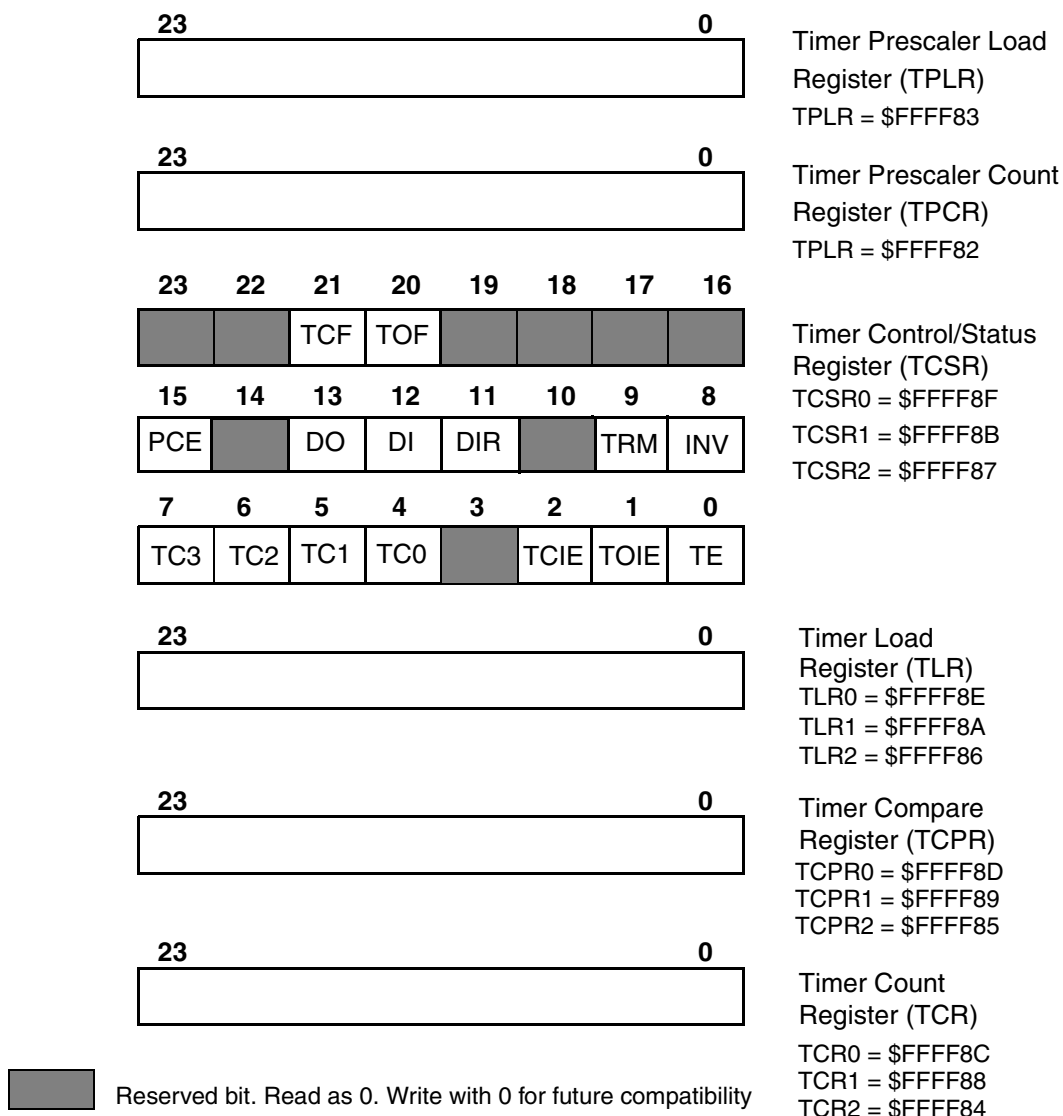 23 0
Timer Prescaler Load
Register (TPLR)
TPLR = $FFFF83
23 0
Timer Prescaler Count
Register (TPCR)
TPLR = $FFFF82
23 22 21 20 19 18 17 16
TCF TOF
Timer Control/Status
Register (TCSR)
TCSR0 = $FFFF8F
TCSR1 = $FFFF8B
TCSR2 = $FFFF87
15 14 13 12 11 10 9 8
PCE DO DI DIR TRM INV
7 6 5 4 3 2 1 0
TC3 TC2 TC1 TC0 TCIE TOIE TE
23 0
Timer Load
Register (TLR)
TLR0 = $FFFF8E
TLR1 = $FFFF8A
TLR2 = $FFFF86
23 0
Timer Compare
Register (TCPR)
TCPR0 = $FFFF8D
TCPR1 = $FFFF89
TCPR2 = $FFFF85
23 0
Timer Count
Register (TCR)
TCR0 = $FFFF8C
TCR1 = $FFFF88
TCR2 = $FFFF84
Reserved bit. Read as 0. Write with 0 for future compatibility